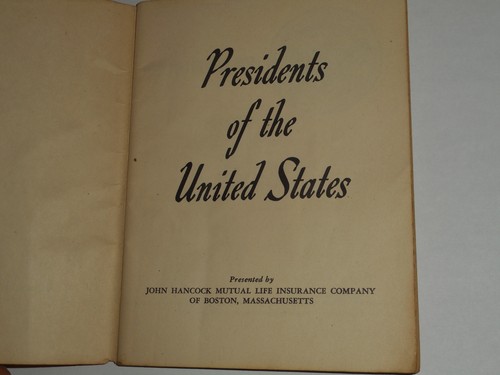 Presidents
of the
United States
Presented by
JOHN HANCOCK MUTUAL LIFE INSURANCE COMPANY
OF BOSTON, MASSACHUSETTS